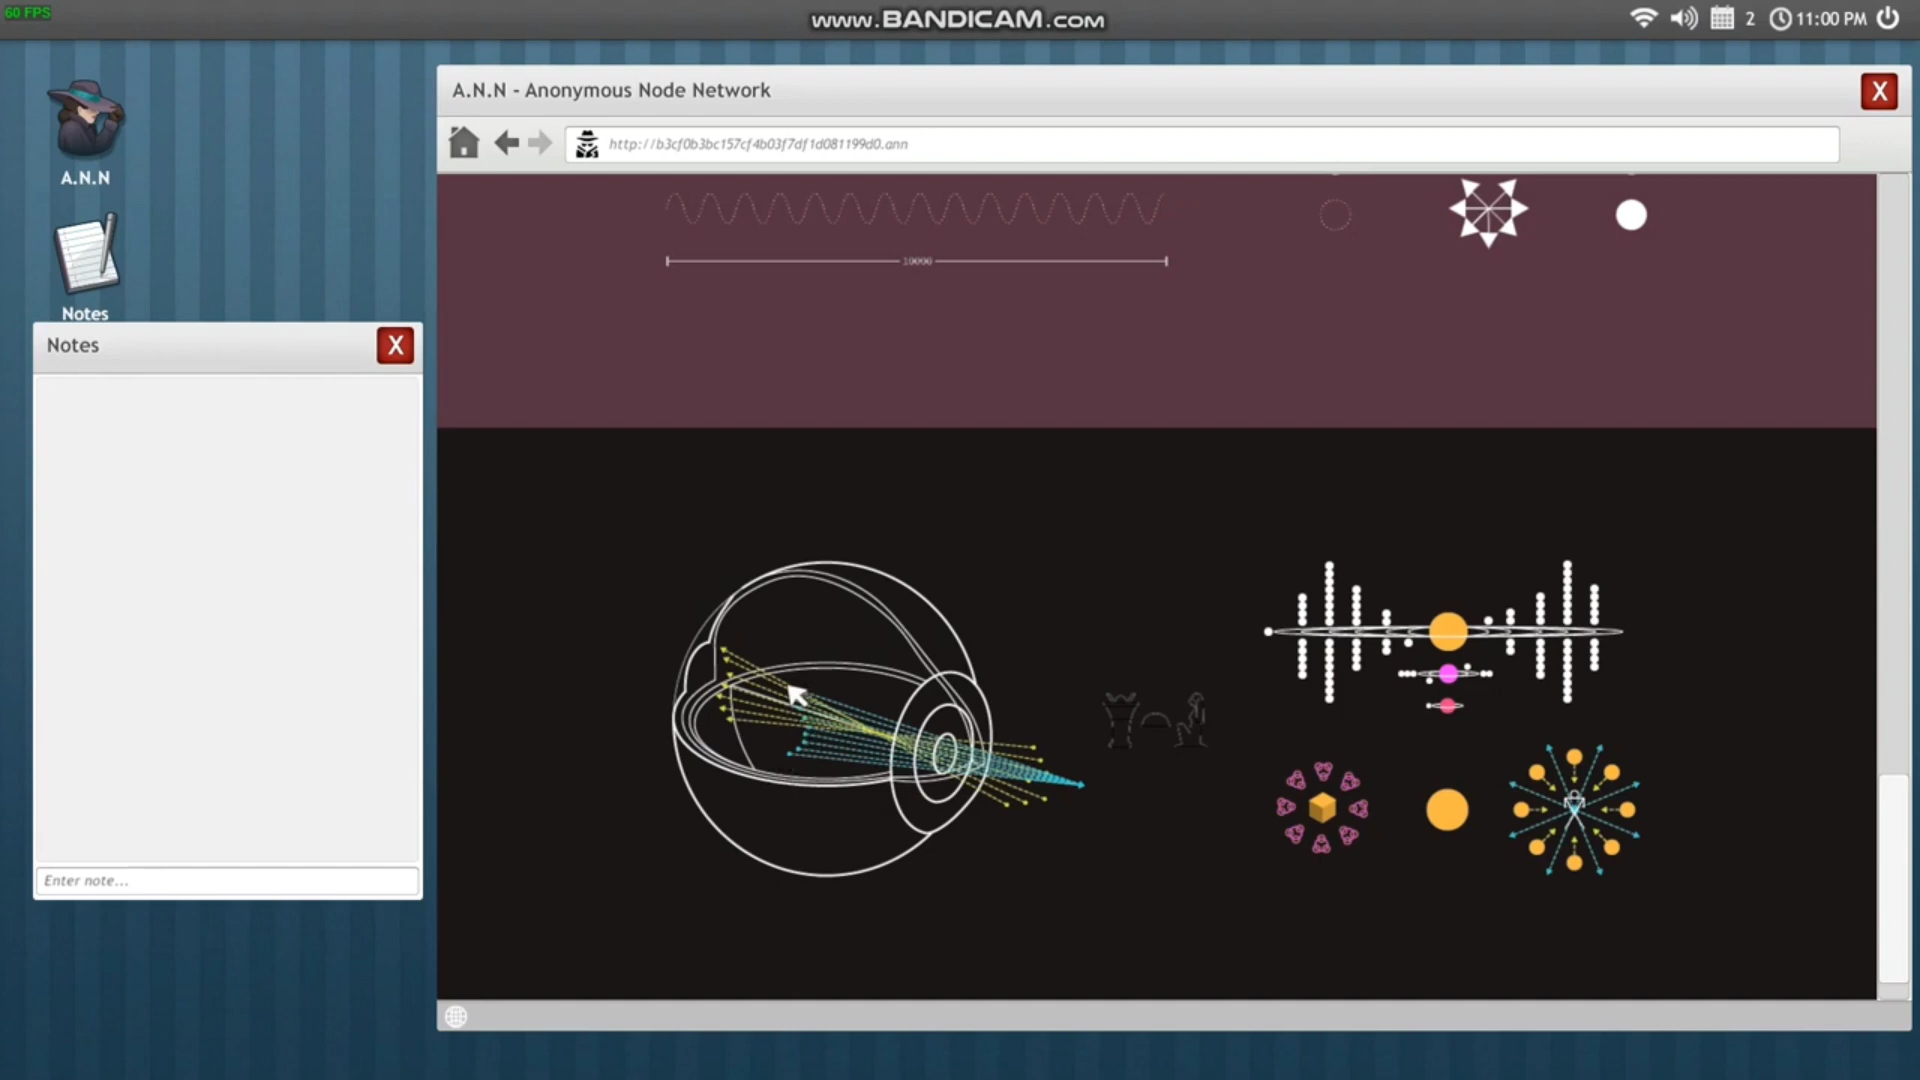 60 FPS
www.BANDICAM.com
2
11:00 PM
A.N.N
Notes
Notes
X
Enter note...
A.N.N - Anonymous Node Network
X
http://b3cf0b3bc157cf4b03f7df1d081199d0.ann
10000